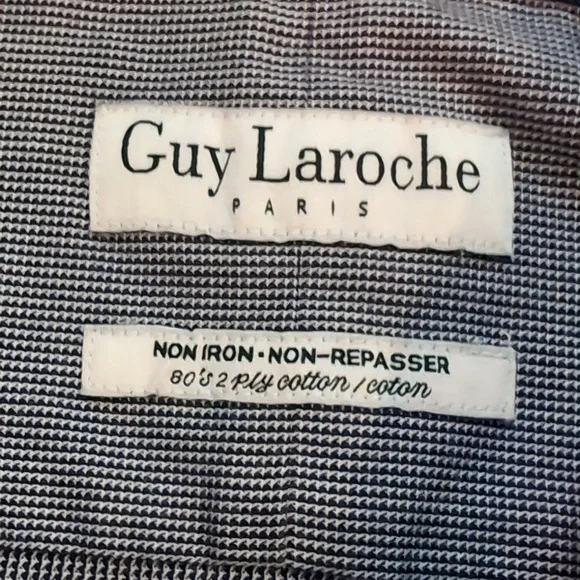 Guy Laroche
PARIS
NON IRON • NON-REPASSER
80's 2 ply cotton / coton